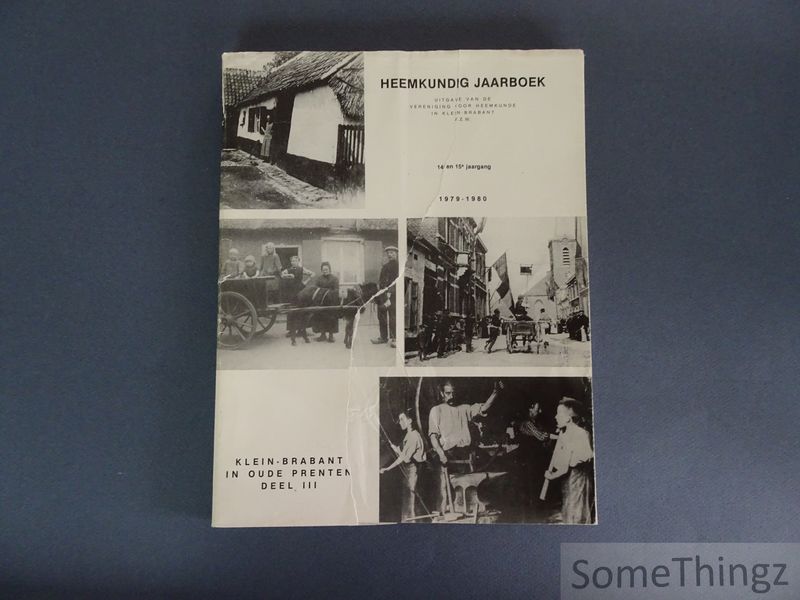 HEEMKUNDIG JAARBOEK
UITGAVE VAN DE
VERENIGING VOOR HEEMKUNDE
IN KLEIN-BRABANT
V.Z.W.
14e en 15e jaargang
1979-1980
KLEIN-BRABANT
IN OUDE PRENTEN
DEEL III
SomeThingz